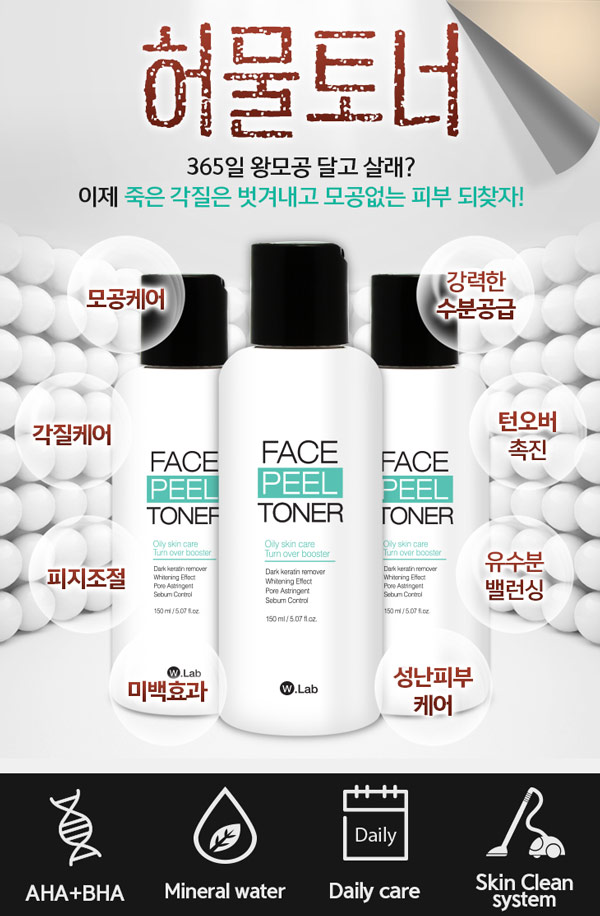 허물토너
365일 왕모공 달고 살래?
이제 죽은 각질은 벗겨내고 모공없는 피부 되찾자!
모공케어
강력한
수분공급
각질케어
턴오버
촉진
피지조절
유수분
밸런싱
미백효과
성난피부
케어
FACE
PEEL
TONER
Oily skin care
Turn over booster
Dark keratin remover
Whitening Effect
Pore Astringent
Sebum Control
150 ml / 5.07 fl.oz.
W.Lab
FACE
PEEL
TONER
Oily skin care
Turn over booster
Dark keratin remover
Whitening Effect
Pore Astringent
Sebum Control
150 ml / 5.07 fl.oz.
W.Lab
FACE
PEEL
TONER
Oily skin care
Turn over booster
Dark keratin remover
Whitening Effect
Pore Astringent
Sebum Control
150 ml / 5.07 fl.oz.
AHA+BHA
Mineral water
Daily
Daily care
Skin Clean
system